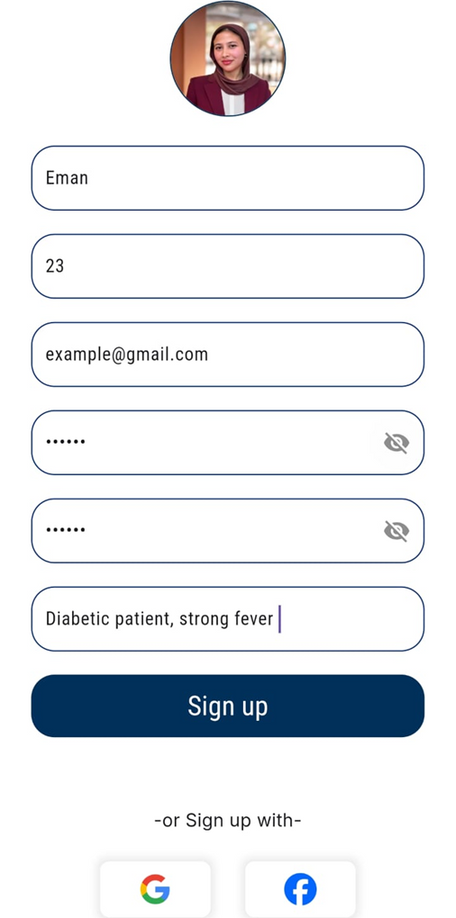 Eman
23
example@gmail.com
••••••
••••••
Diabetic patient, strong fever
Sign up
-or Sign up with-